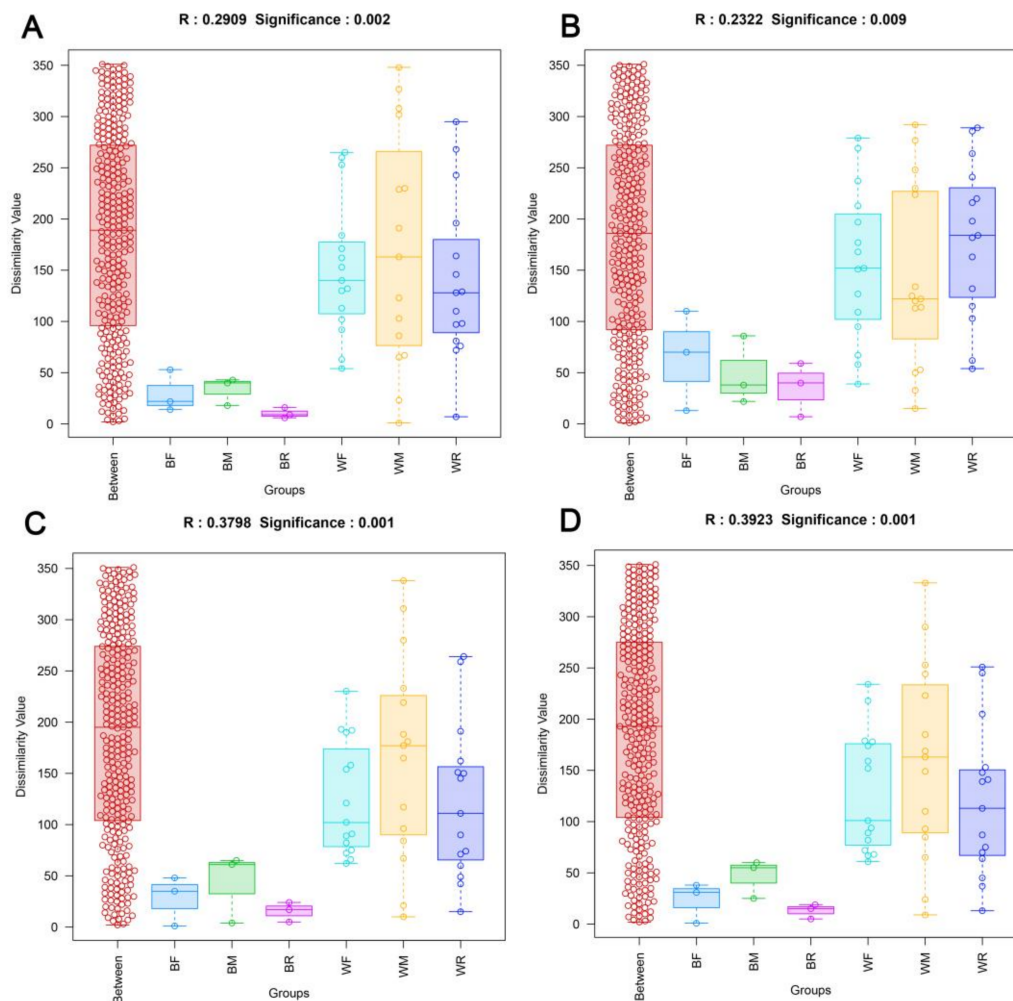 A
R : 0.2909 Significance : 0.002
Dissimilarity Value
350
300
250
200
150
100
50
0
Between
BF
BM
BR
WF
WM
WR
Groups
B
R : 0.2322 Significance : 0.009
Dissimilarity Value
350
300
250
200
150
100
50
0
Between
BF
BM
BR
WF
WM
WR
Groups
C
R : 0.3798 Significance : 0.001
Dissimilarity Value
350
300
250
200
150
100
50
0
Between
BF
BM
BR
WF
WM
WR
Groups
D
R : 0.3923 Significance : 0.001
Dissimilarity Value
350
300
250
200
150
100
50
0
Between
BF
BM
BR
WF
WM
WR
Groups